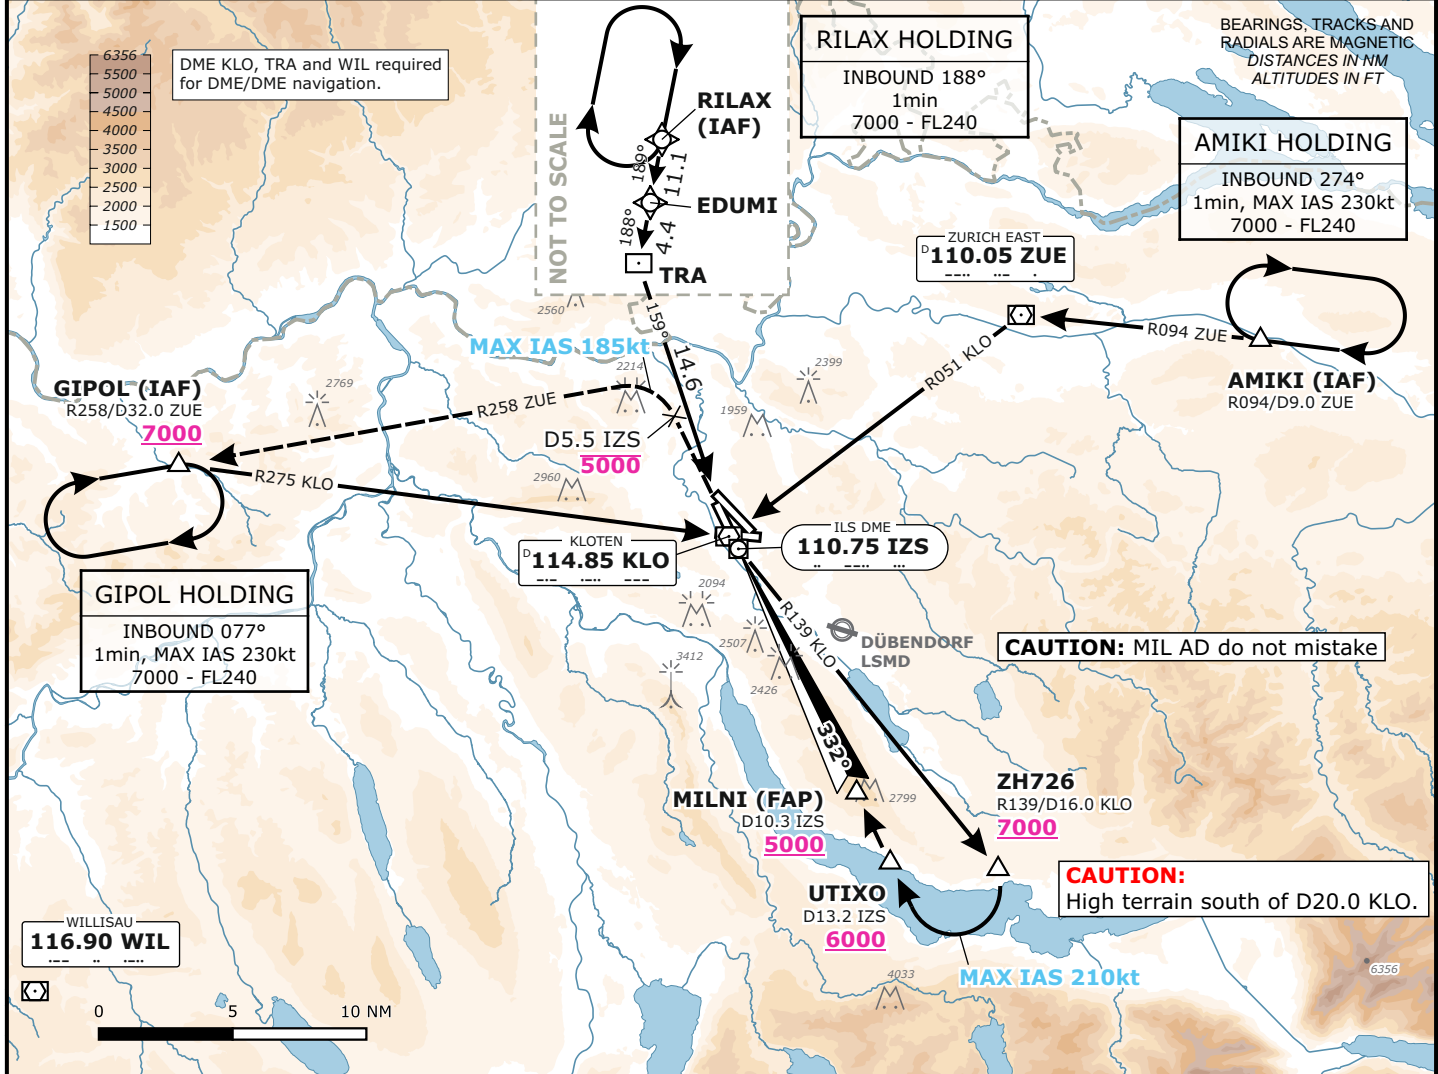 6356
5500
5000
4500
4000
3500
3000
2500
2000
1500
DME KLO, TRA and WIL required
for DME/DME navigation.
NOT TO SCALE
RILAX
(IAF)
189°
11.1
EDUMI
188°
4.4
TRA
RILAX HOLDING
INBOUND 188°
1min
7000 - FL240
BEARINGS, TRACKS AND
RADIALS ARE MAGNETIC
DISTANCES IN NM
ALTITUDES IN FT
AMIKI HOLDING
INBOUND 274°
1min, MAX IAS 230kt
7000 - FL240
ZURICH EAST
D 110.05 ZUE
R094 ZUE
AMIKI (IAF)
R094/D9.0 ZUE
R051 KLO
2560
159°
14.6
MAX IAS 185kt
2214
2399
1959
2769
GIPOL (IAF)
R258/D32.0 ZUE
7000
R258 ZUE
D5.5 IZS
5000
R275 KLO
2960
KLOTEN
D 114.85 KLO
ILS DME
110.75 IZS
GIPOL HOLDING
INBOUND 077°
1min, MAX IAS 230kt
7000 - FL240
2094
2507
3412
2426
R139 KLO
DÜBENDORF
LSMD
CAUTION: MIL AD do not mistake
332°
MILNI (FAP)
D10.3 IZS
5000
2799
ZH726
R139/D16.0 KLO
7000
UTIXO
D13.2 IZS
6000
CAUTION:
High terrain south of D20.0 KLO.
MAX IAS 210kt
4033
6356
WILLISAU
116.90 WIL
0 5 10 NM